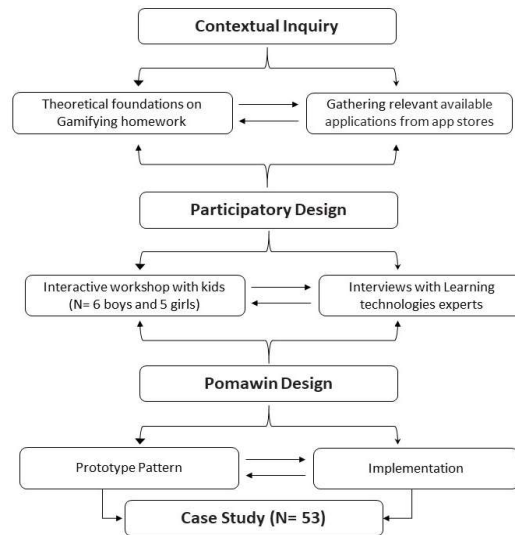 Contextual Inquiry
Theoretical foundations on
Gamifying homework
Gathering relevant available
applications from app stores
Participatory Design
Interactive workshop with kids
(N= 6 boys and 5 girls)
Interviews with Learning
technologies experts
Pomawin Design
Prototype Pattern
Implementation
Case Study (N= 53)